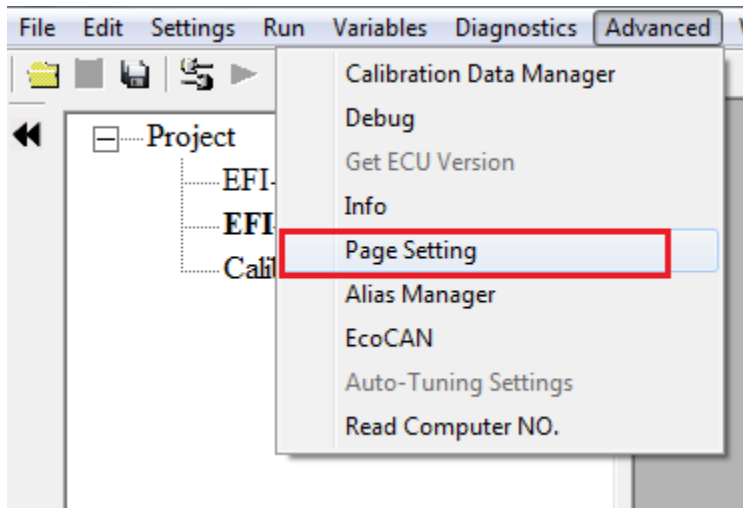 File Edit Settings Run Variables Diagnostics Advanced
Calibration Data Manager
Project
Debug
EFI-
Get ECU Version
EFI-
Info
Page Setting
Alias Manager
EcoCAN
Auto-Tuning Settings
Read Computer NO.